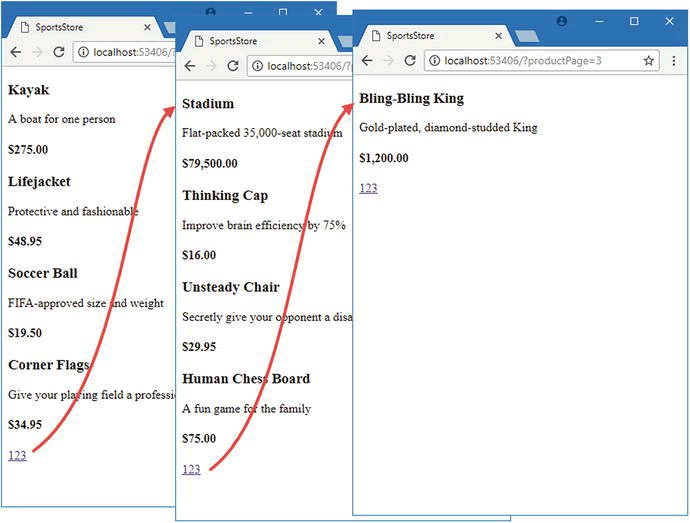 SportsStore
localhost:53406/?
Kayak
A boat for one person
$275.00
Lifejacket
Protective and fashionable
$48.95
Soccer Ball
FIFA-approved size and weight
$19.50
Corner Flags
Give your playing field a professi
$34.95
123
SportsStore
localhost:53406/?p
Stadium
Flat-packed 35,000-seat stadium
$79,500.00
Thinking Cap
Improve brain efficiency by 75%
$16.00
Unsteady Chair
Secretly give your opponent a disa
$29.95
Human Chess Board
A fun game for the family
$75.00
123
SportsStore
localhost:53406/?productPage=3
Bling-Bling King
Gold-plated, diamond-studded King
$1,200.00
123